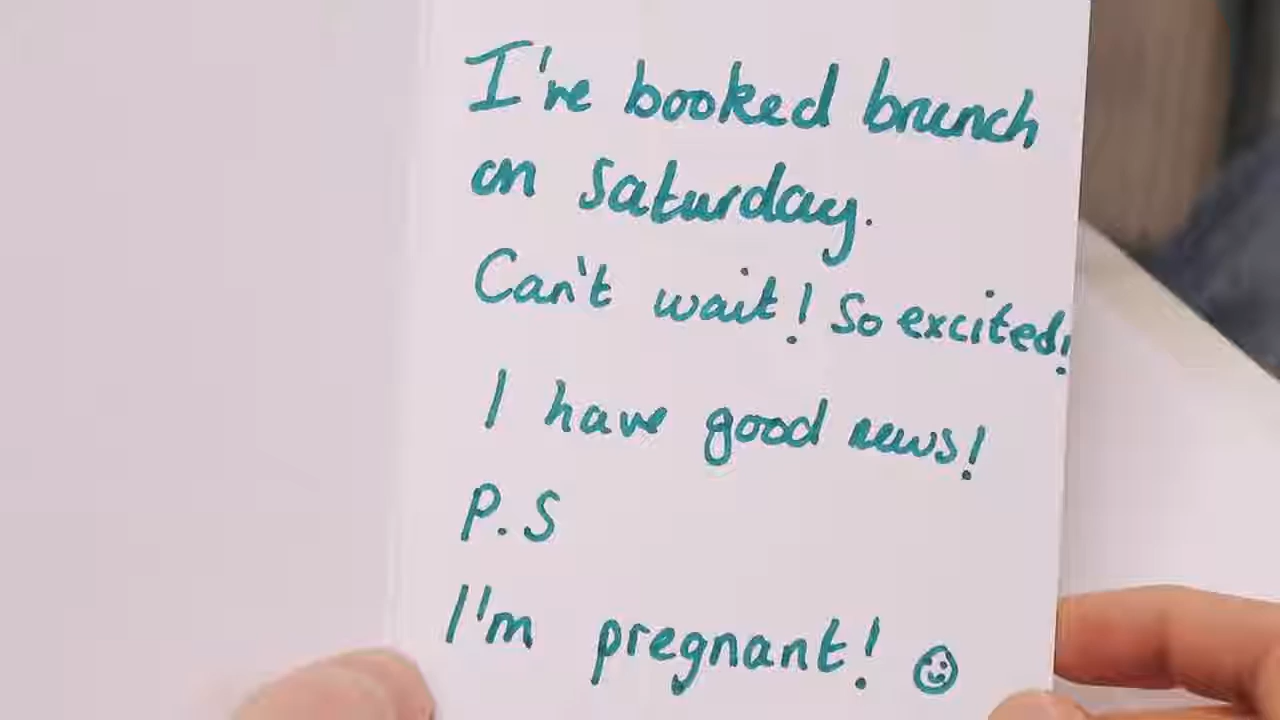 I've booked brunch
on Saturday.
Can't wait! So excited!
I have good news!
P.S
I'm pregnant! ☺